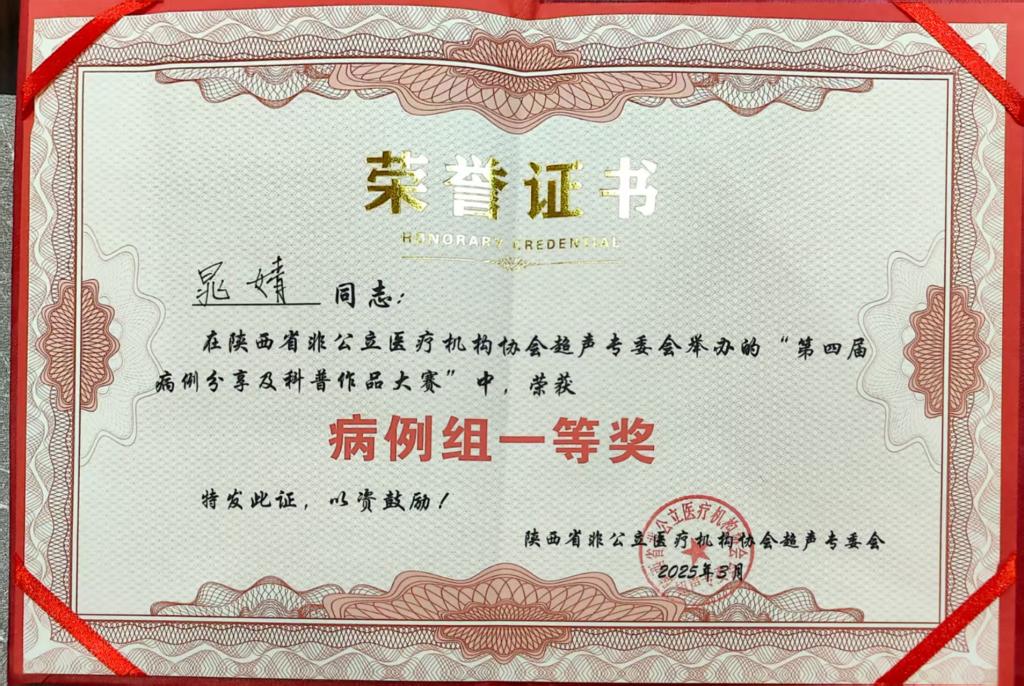 荣誉证书
HONORARY CREDENTIAL
晁婧 同志：
在陕西省非公立医疗机构协会超声专委会举办的“第四届
病例分享及科普作品大赛”中，荣获
病例组一等奖
特发此证，以资鼓励！
陕西省非公立医疗机构协会超声专委会
2025年3月